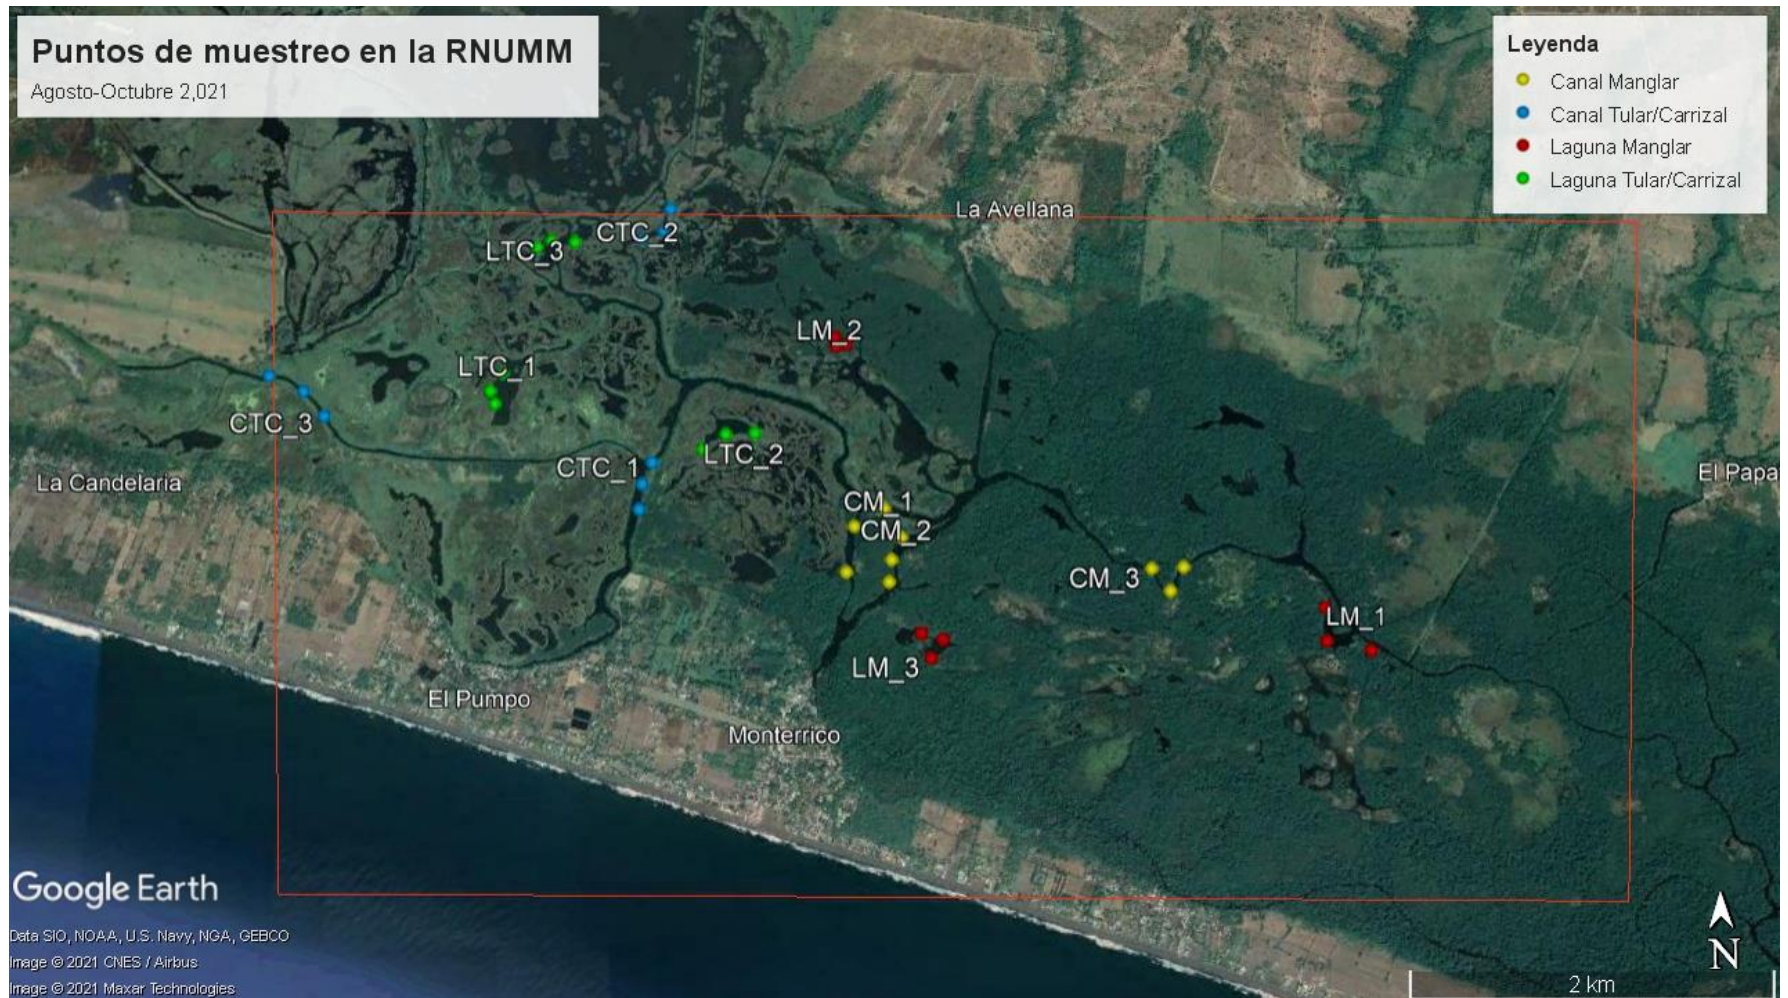 Puntos de muestreo en la RNUMM
Agosto-Octubre 2,021
Leyenda
Canal Manglar
Canal Tular/Carrizal
Laguna Manglar
Laguna Tular/Carrizal
La Avellana
CTC_2
LTC_3
LM_2
LTC_1
CTC_3
LTC_2
CTC_1
La Candelaria
El Papa
CM_1
CM_2
CM_3
LM_1
LM_3
El Pumpo
Monterrico
Google Earth
Data SIO, NOAA, U.S. Navy, NGA, GEBCO
Image © 2021 CNES / Airbus
Image © 2021 Maxar Technologies
N
2 km